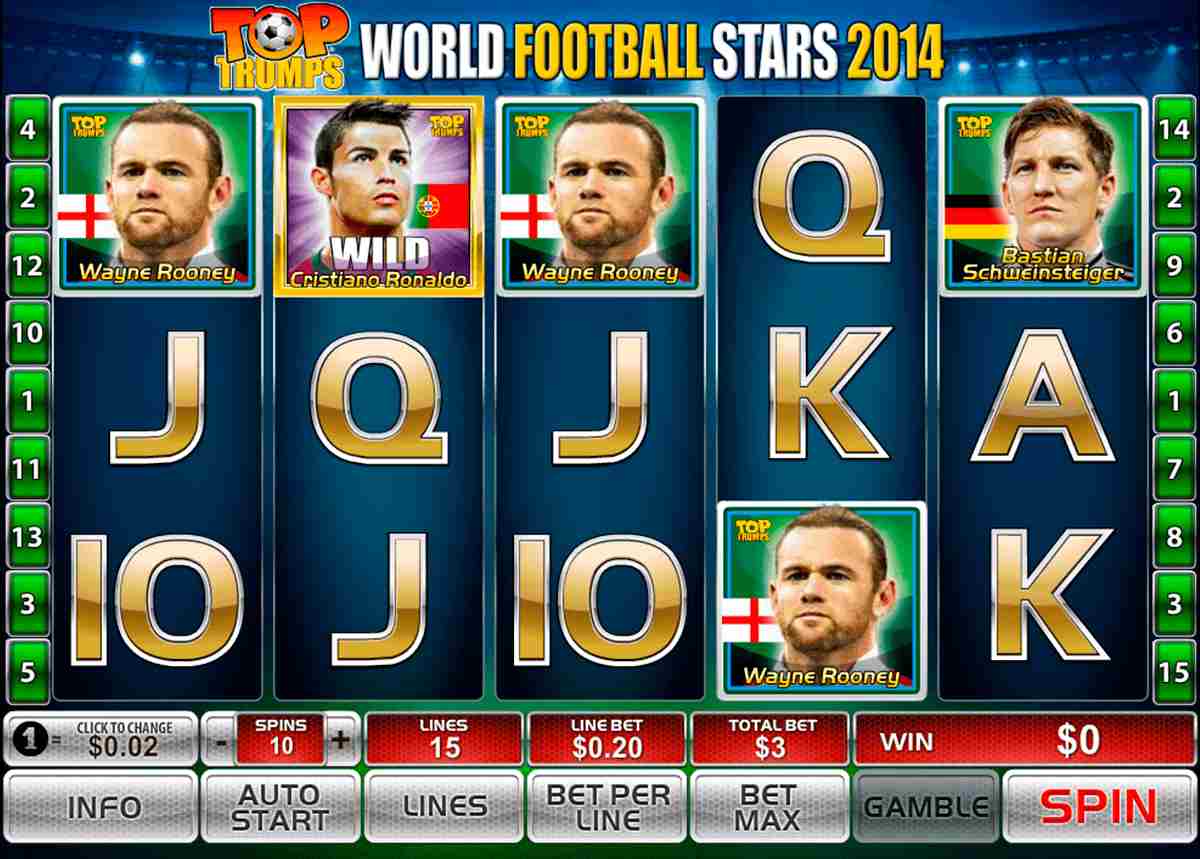 TOP
TRUMPS
WORLD FOOTBALL STARS 2014
4
2
12
10
1
11
13
3
5
TOP
TRUMPS
Wayne Rooney
J
10
TOP
TRUMPS
WILD
Cristiano Ronaldo
Q
J
TOP
TRUMPS
Wayne Rooney
J
10
Q
K
TOP
TRUMPS
Wayne Rooney
TOP
TRUMPS
Bastian
Schweinsteiger
A
K
14
2
9
6
1
7
8
3
15
1 = CLICK TO CHANGE
$0.02
- SPINS +
10
LINES
15
LINE BET
$0.20
TOTAL BET
$3
WIN $0
INFO
AUTO
START
LINES
BET PER
LINE
BET
MAX
GAMBLE
SPIN